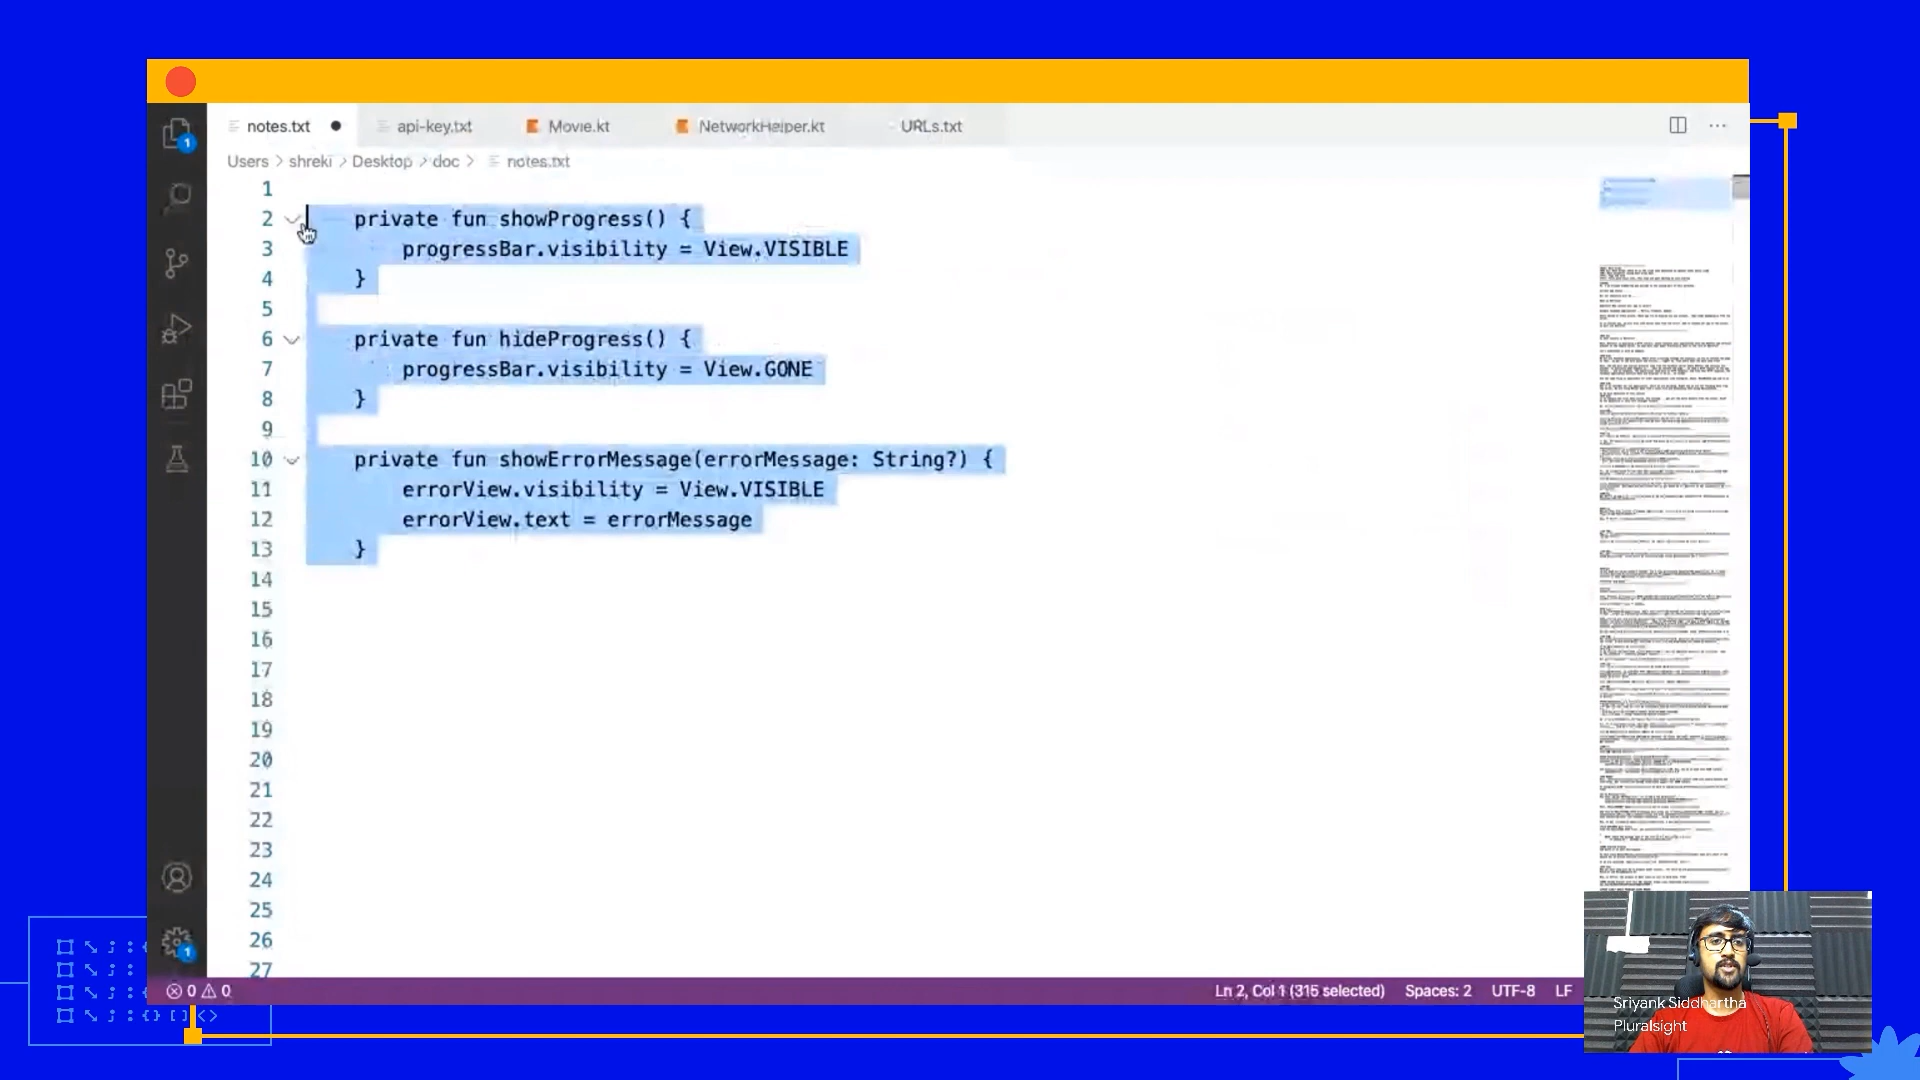 notes.txt api-key.txt Movie.kt NetworkHelper.kt URLs.txt
Users > shreki > Desktop > doc > notes.txt
1
2 private fun showProgress() {
3 progressBar.visibility = View.VISIBLE
4 }
5
6 private fun hideProgress() {
7 progressBar.visibility = View.GONE
8 }
9
10 private fun showErrorMessage(errorMessage: String?) {
11 errorView.visibility = View.VISIBLE
12 errorView.text = errorMessage
13 }
14
15
16
17
18
19
20
21
22
23
24
25
26
27
1
1
0 0
Ln 2, Col 1 (315 selected) Spaces: 2 UTF-8 LF
Sriyank Siddhartha
Pluralsight